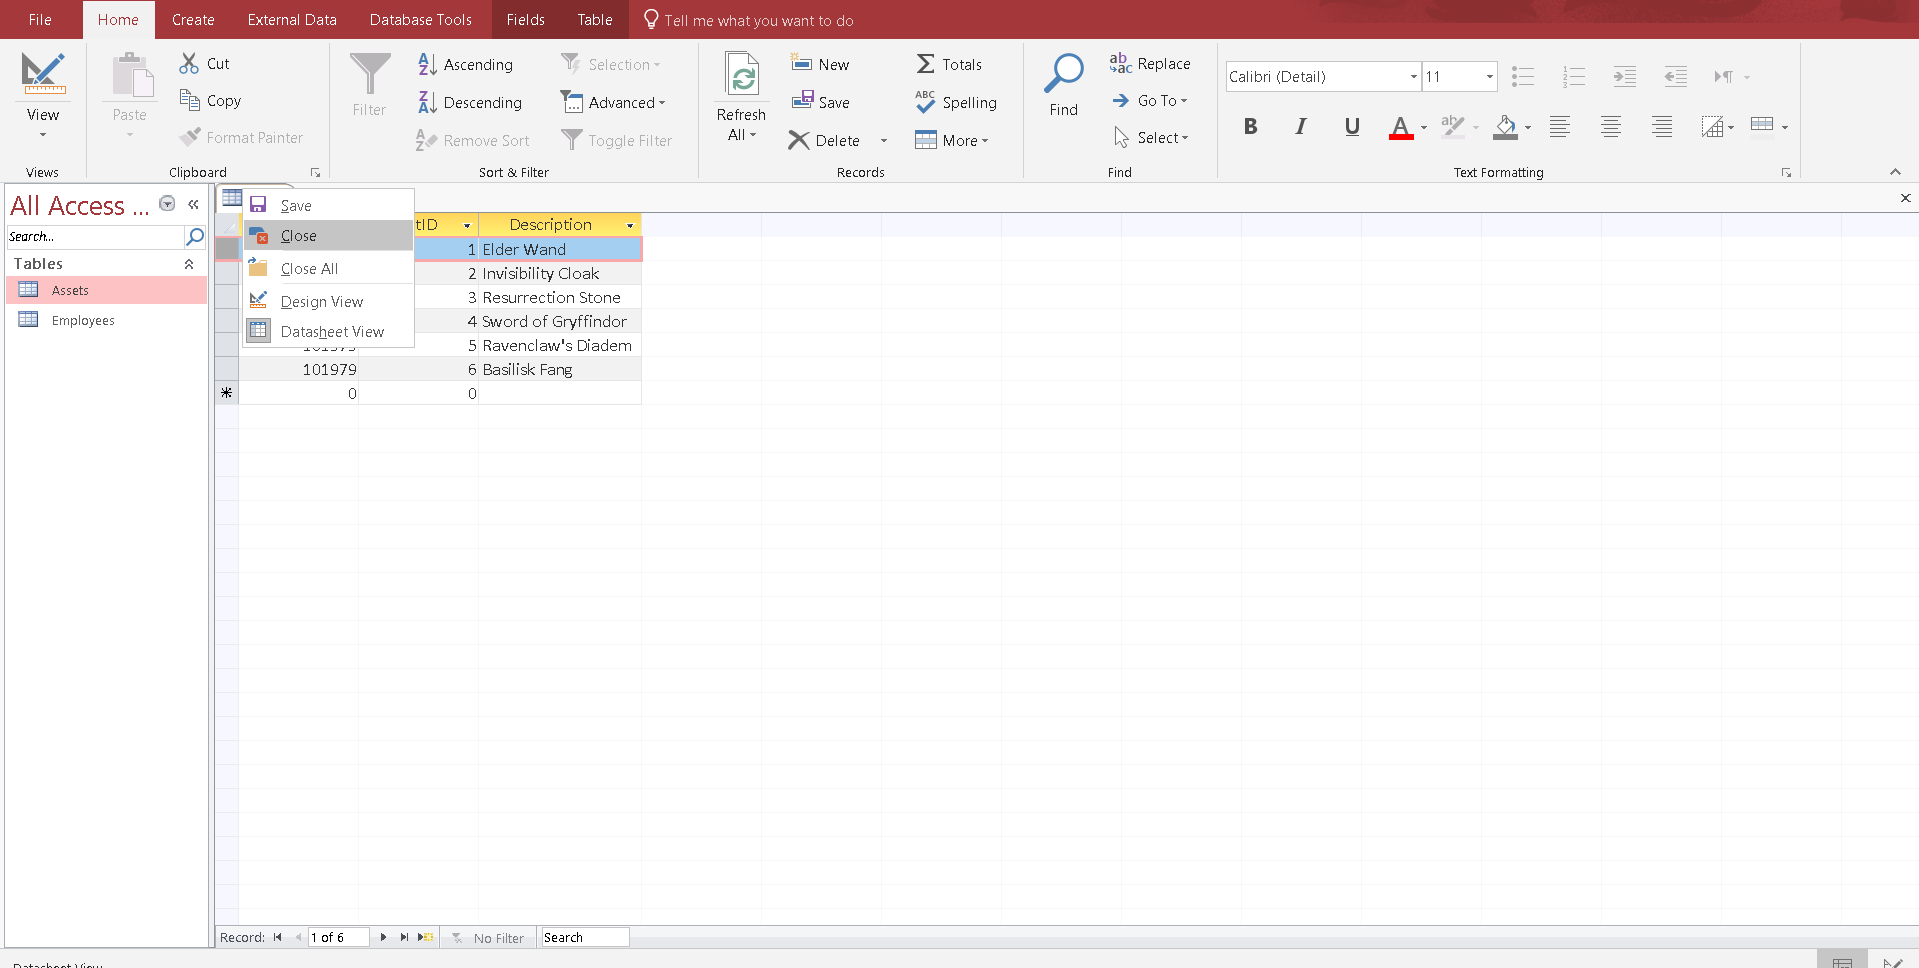 File Home Create External Data Database Tools Fields Table Tell me what you want to do
View
Views
Paste
Cut
Copy
Format Painter
Clipboard
Filter
Ascending
Descending
Remove Sort
Selection
Advanced
Toggle Filter
Sort & Filter
Refresh
All
New
Save
Delete
Totals
Spelling
More
Records
Find
Replace
Go To
Select
Find
Calibri (Detail) 11
B I U A
Text Formatting
All Access ...
Search...
Tables
Assets
Employees
Save
Close
Close All
Design View
Datasheet View
tID Description
1 Elder Wand
2 Invisibility Cloak
3 Resurrection Stone
4 Sword of Gryffindor
5 Ravenclaw's Diadem
101979 6 Basilisk Fang
0 0
Record: 1 of 6 No Filter Search
Datasheet View